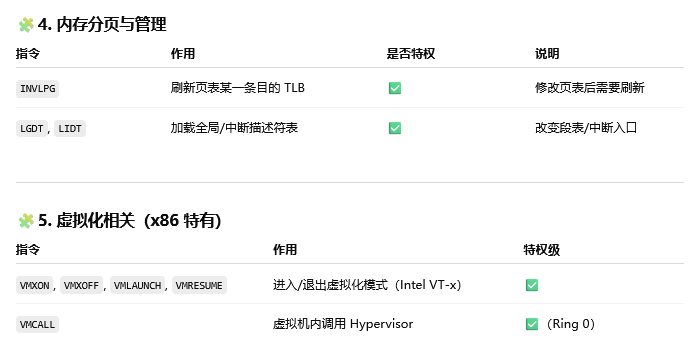 🧩 4. 内存分页与管理
指令 作用 是否特权 说明
INVLPG 刷新页表某一条目的 TLB ✅ 修改页表后需要刷新
LGDT, LIDT 加载全局/中断描述符表 ✅ 改变段表/中断入口
🧩 5. 虚拟化相关（x86 特有）
指令 作用 特权级
VMXON, VMXOFF, VMLAUNCH, VMRESUME 进入/退出虚拟化模式（Intel VT-x） ✅
VMCALL 虚拟机内调用 Hypervisor ✅（Ring 0）